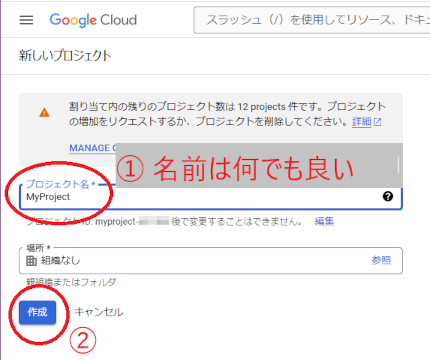 Google Cloud
スラッシュ（/）を使用してリソース、ドキュ
新しいプロジェクト
割り当て内の残りのプロジェクト数は 12 projects 件です。プロジェクト
の増加をリクエストするか、プロジェクトを削除してください。詳細
MANAGE
① 名前は何でも良い
プロジェクト名 *
MyProject
プロジェクト ID: myproject- 後で変更することはできません。 編集
場所 *
組織なし
参照
親組織またはフォルダ
作成
キャンセル
②